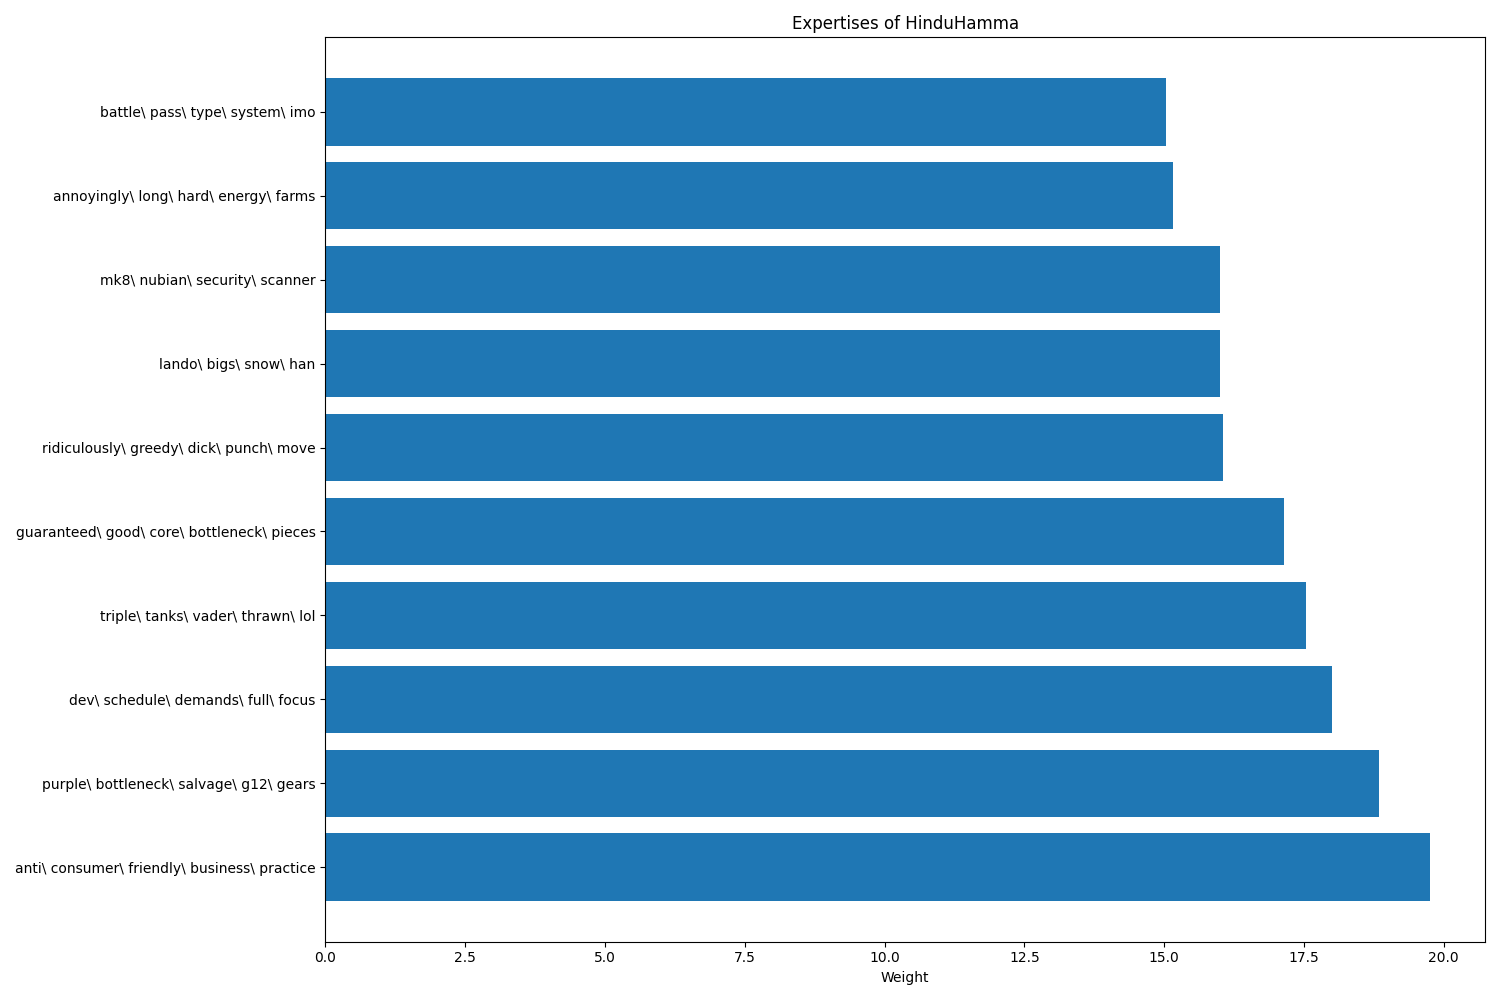 Expertises of HinduHamma
battle\ pass\ type\ system\ imo
annoyingly\ long\ hard\ energy\ farms
mk8\ nubian\ security\ scanner
lando\ bigs\ snow\ han
ridiculously\ greedy\ dick\ punch\ move
guaranteed\ good\ core\ bottleneck\ pieces
triple\ tanks\ vader\ thrawn\ lol
dev\ schedule\ demands\ full\ focus
purple\ bottleneck\ salvage\ g12\ gears
anti\ consumer\ friendly\ business\ practice
0.0 2.5 5.0 7.5 10.0 12.5 15.0 17.5 20.0
Weight